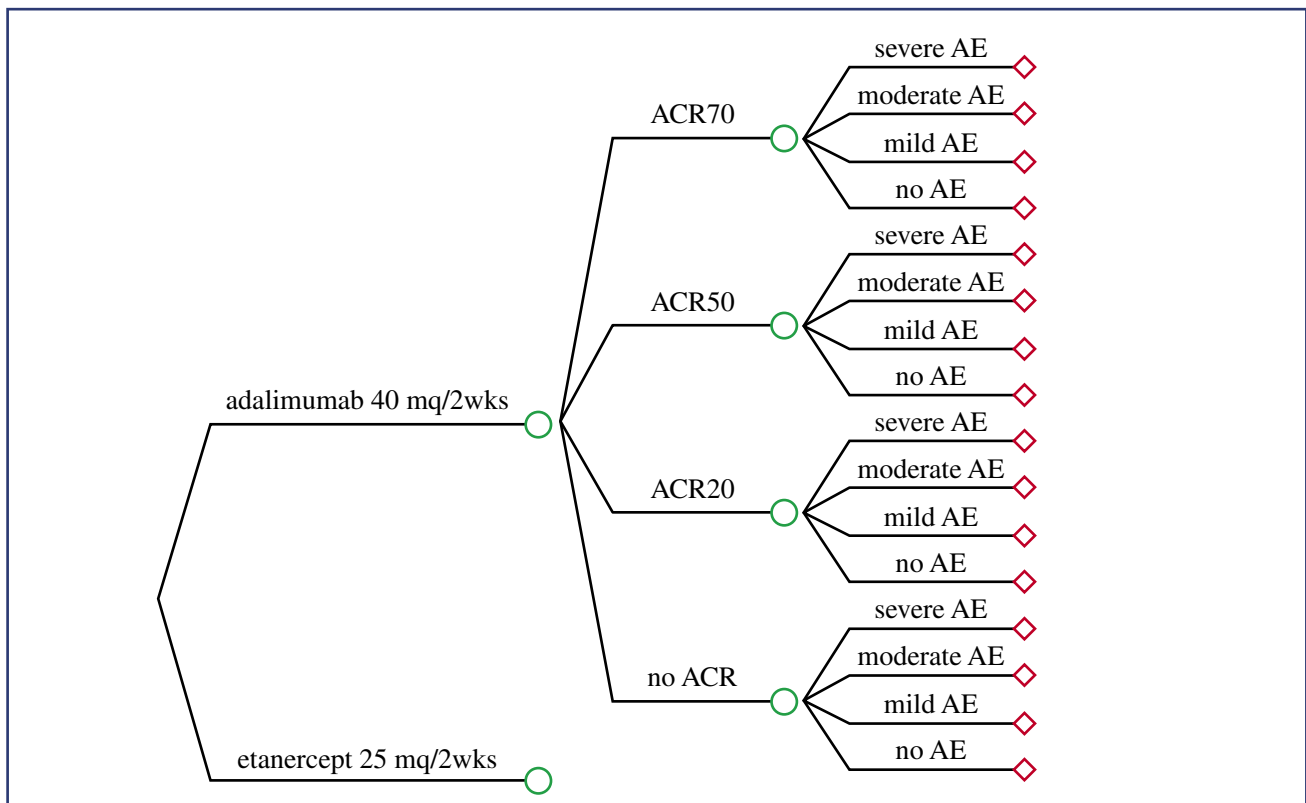 severe AE
moderate AE
ACR70
mild AE
no AE
severe AE
moderate AE
ACR50
mild AE
no AE
adalimumab 40 mq/2wks
severe AE
moderate AE
ACR20
mild AE
no AE
severe AE
moderate AE
no ACR
mild AE
no AE
etanercept 25 mq/2wks